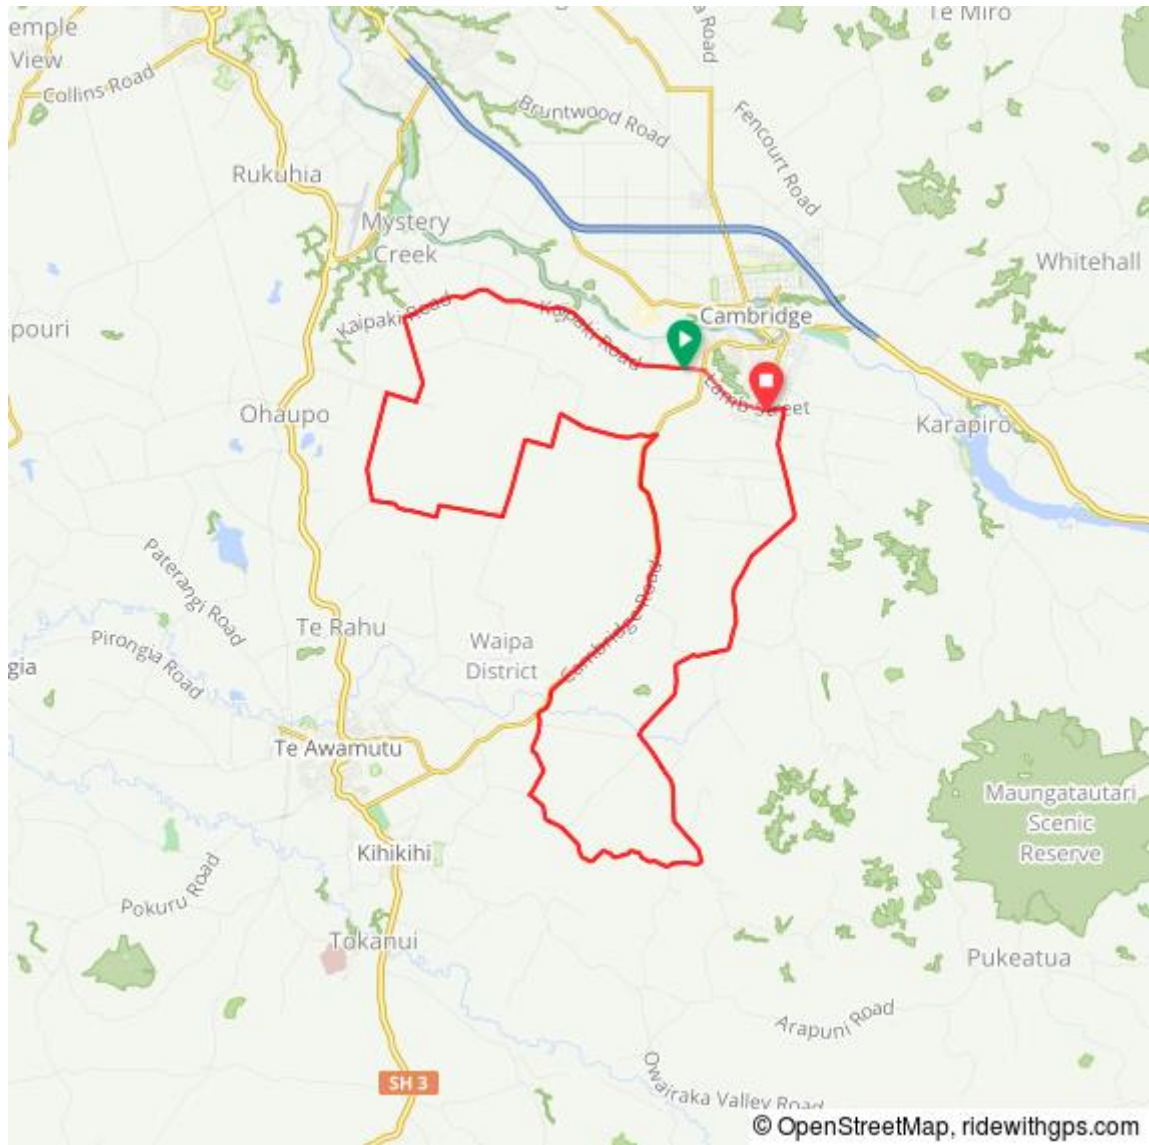 emple
View
Collins Road
Te Miro
a Road
Bruntwood Road
Fencourt Road
Rukuhia
Mystery
Creek
Whitehall
Kaipaki Road
Kaipaki Road
Cambridge
pouri
Lamb Street
Ohaupo
Karapiro
Paterangi Road
Te Rahu
Pirongia Road
gia
Waipa
District
Cambridge Road
Te Awamutu
Maungatautari
Scenic
Reserve
Kihikihi
Pokuru Road
Tokanui
Pukeatua
Arapuni Road
SH 3
Owairaka Valley Road
© OpenStreetMap, ridewithgps.com